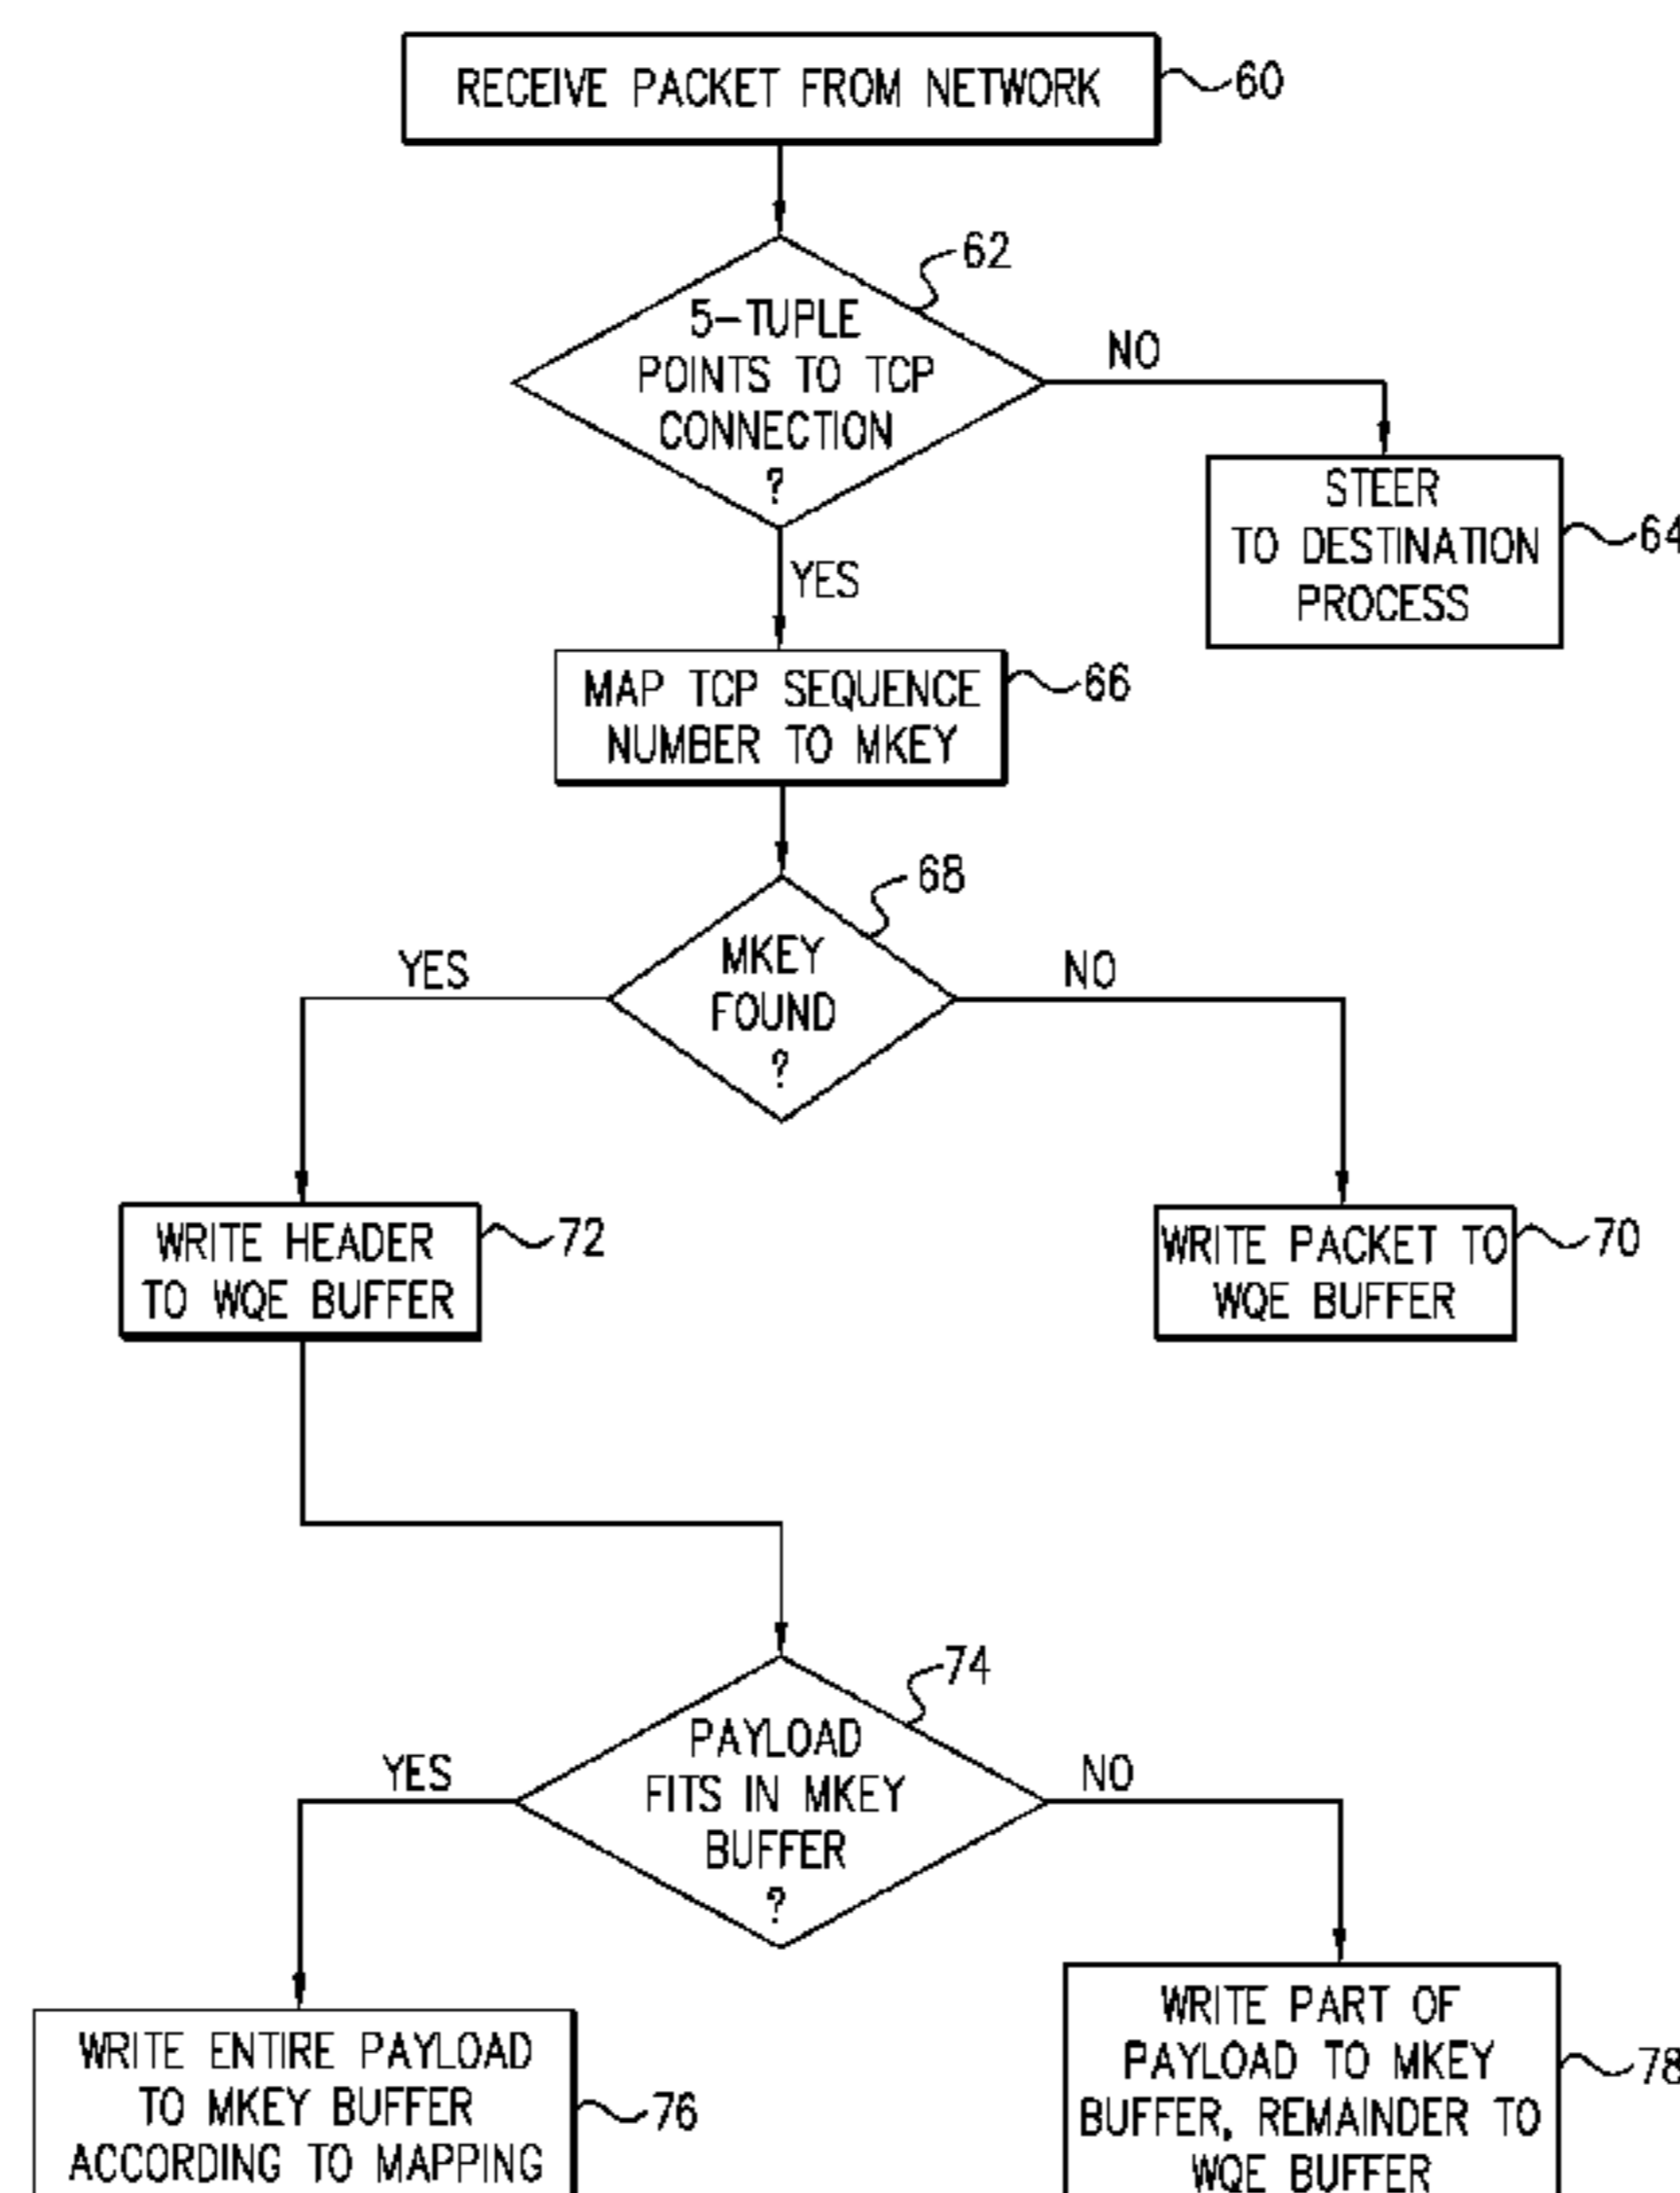 RECEIVE PACKET FROM NETWORK
60
62
5-TUPLE
POINTS TO TCP
CONNECTION
?
NO
STEER
TO DESTINATION
PROCESS
64
YES
MAP TCP SEQUENCE
NUMBER TO MKEY
66
68
MKEY
FOUND
?
YES
NO
WRITE HEADER
TO WQE BUFFER
72
WRITE PACKET TO
WQE BUFFER
70
74
PAYLOAD
FITS IN MKEY
BUFFER
?
YES
NO
WRITE ENTIRE PAYLOAD
TO MKEY BUFFER
ACCORDING TO MAPPING
76
WRITE PART OF
PAYLOAD TO MKEY
BUFFER, REMAINDER TO
WQE BUFFER
78